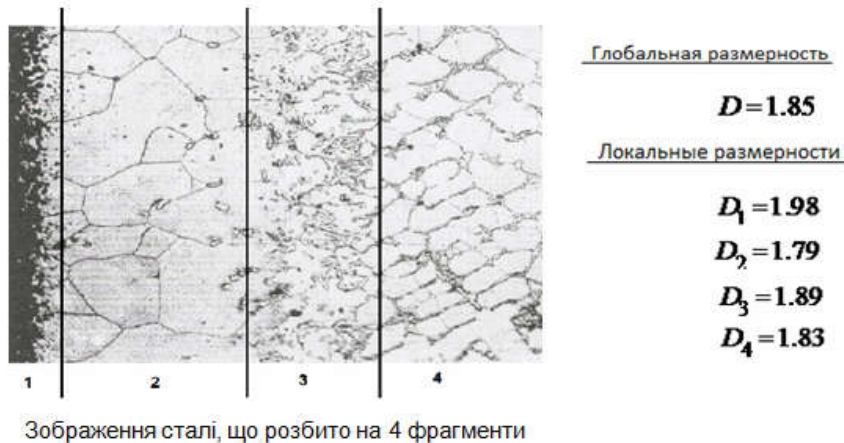 Глобальная размерность
D=1.85
Локальные размерности
D₁=1.98
D₂=1.79
D₃=1.89
D₄=1.83
1 2 3 4
Зображення сталі, що розбито на 4 фрагменти